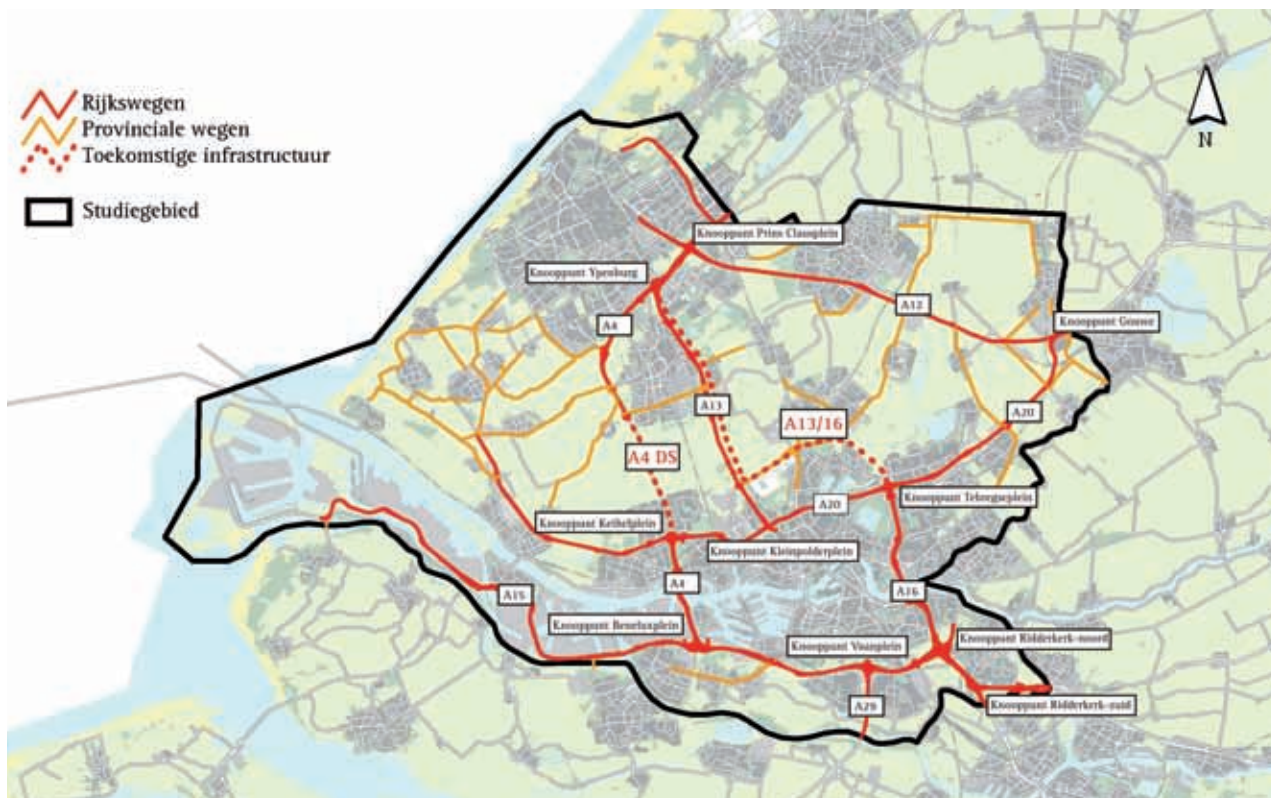 Rijkswegen
Provinciale wegen
Toekomstige infrastructuur
Studiegebied
N
Knooppunt Prins Clausplein
Knooppunt Ypenburg
A12
A4
Knooppunt Gouwe
A13
A13/16
A20
A4 DS
Knooppunt Terbregseplein
A20
Knooppunt Kethelplein
Knooppunt Kleinpolderplein
A4
A15
A16
Knooppunt Beneluxplein
Knooppunt Vaanplein
Knooppunt Ridderkerk-noord
A29
Knooppunt Ridderkerk-zuid